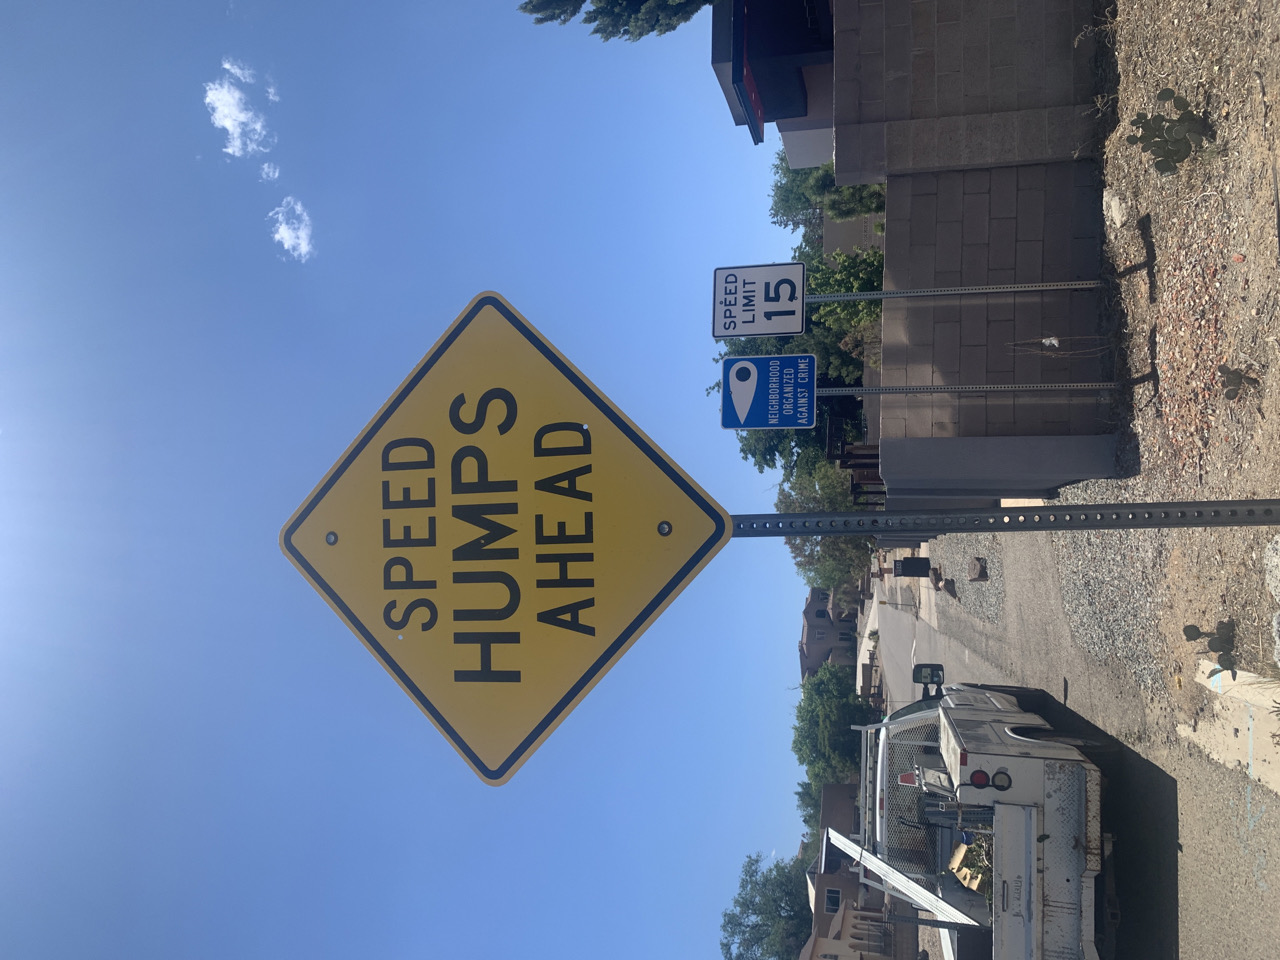 SPEED
HUMPS
AHEAD
NEIGHBORHOOD
ORGANIZED
AGAINST CRIME
SPEED
LIMIT
15